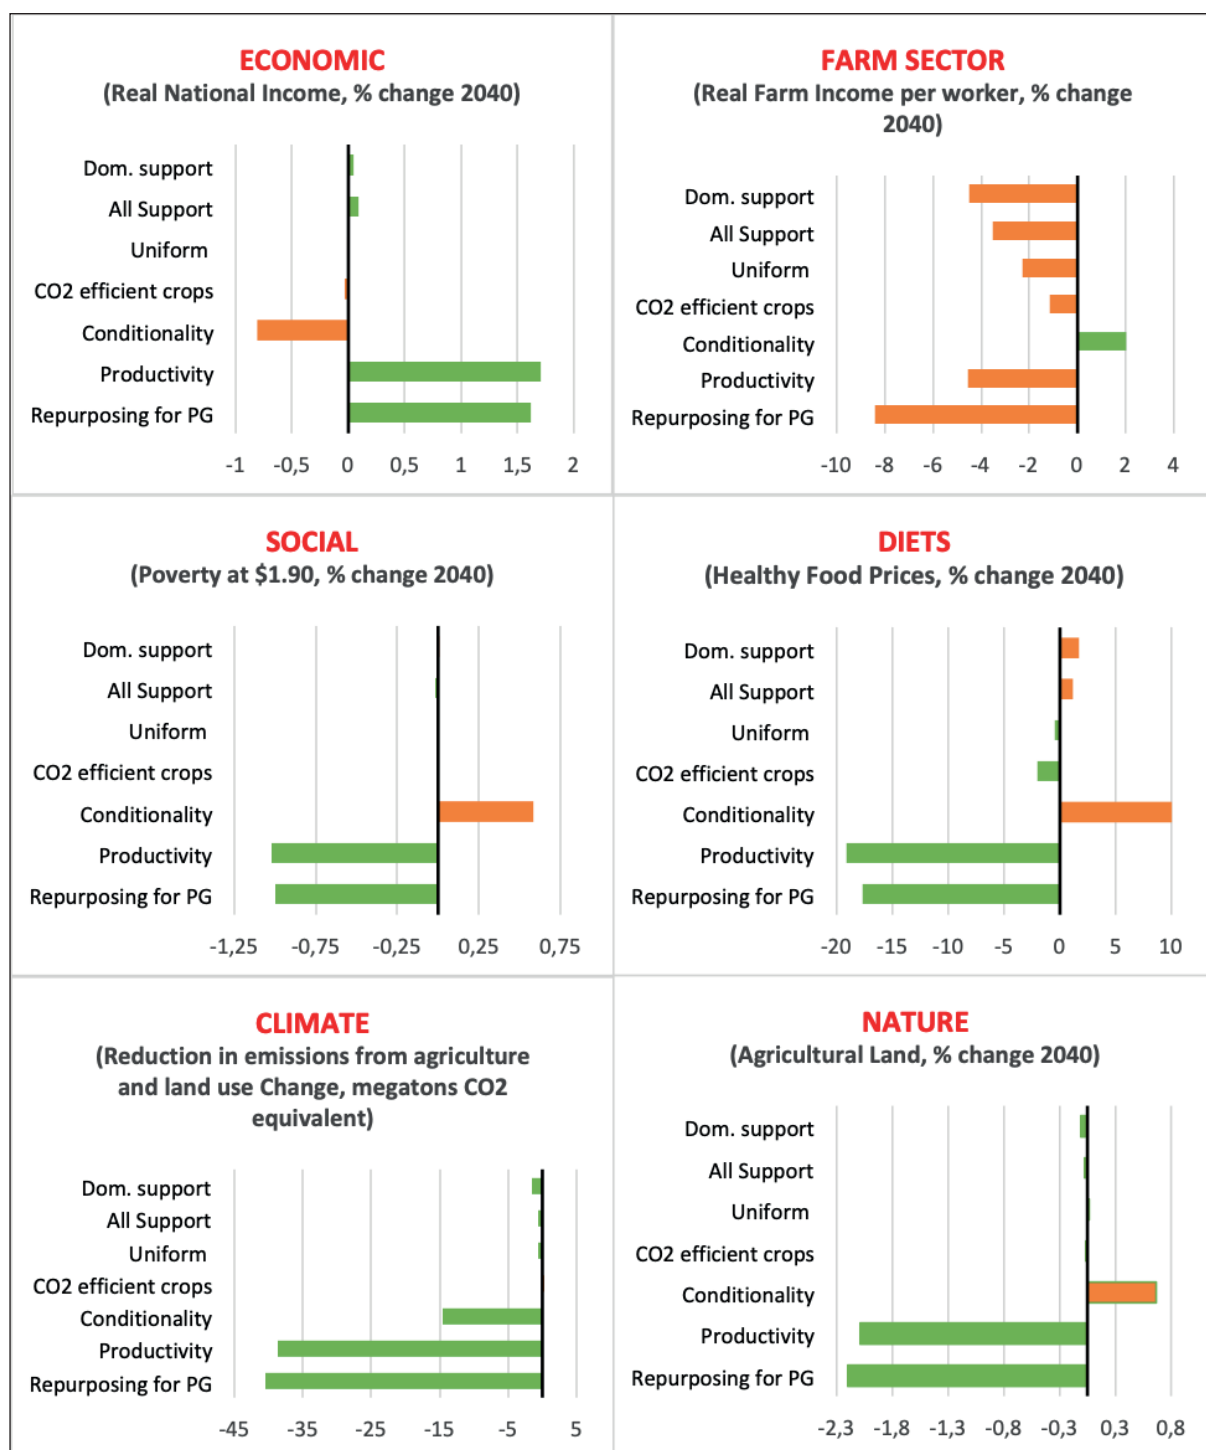 ECONOMIC
(Real National Income, % change 2040)
Dom. support
All Support
Uniform
CO2 efficient crops
Conditionality
Productivity
Repurposing for PG
-1 -0,5 0 0,5 1 1,5 2
FARM SECTOR
(Real Farm Income per worker, % change
2040)
Dom. support
All Support
Uniform
CO2 efficient crops
Conditionality
Productivity
Repurposing for PG
-10 -8 -6 -4 -2 0 2 4
SOCIAL
(Poverty at $1.90, % change 2040)
Dom. support
All Support
Uniform
CO2 efficient crops
Conditionality
Productivity
Repurposing for PG
-1,25 -0,75 -0,25 0,25 0,75
DIETS
(Healthy Food Prices, % change 2040)
Dom. support
All Support
Uniform
CO2 efficient crops
Conditionality
Productivity
Repurposing for PG
-20 -15 -10 -5 0 5 10
CLIMATE
(Reduction in emissions from agriculture
and land use Change, megatons CO2
equivalent)
Dom. support
All Support
Uniform
CO2 efficient crops
Conditionality
Productivity
Repurposing for PG
-45 -35 -25 -15 -5 5
NATURE
(Agricultural Land, % change 2040)
Dom. support
All Support
Uniform
CO2 efficient crops
Conditionality
Productivity
Repurposing for PG
-2,3 -1,8 -1,3 -0,8 -0,3 0,3 0,8